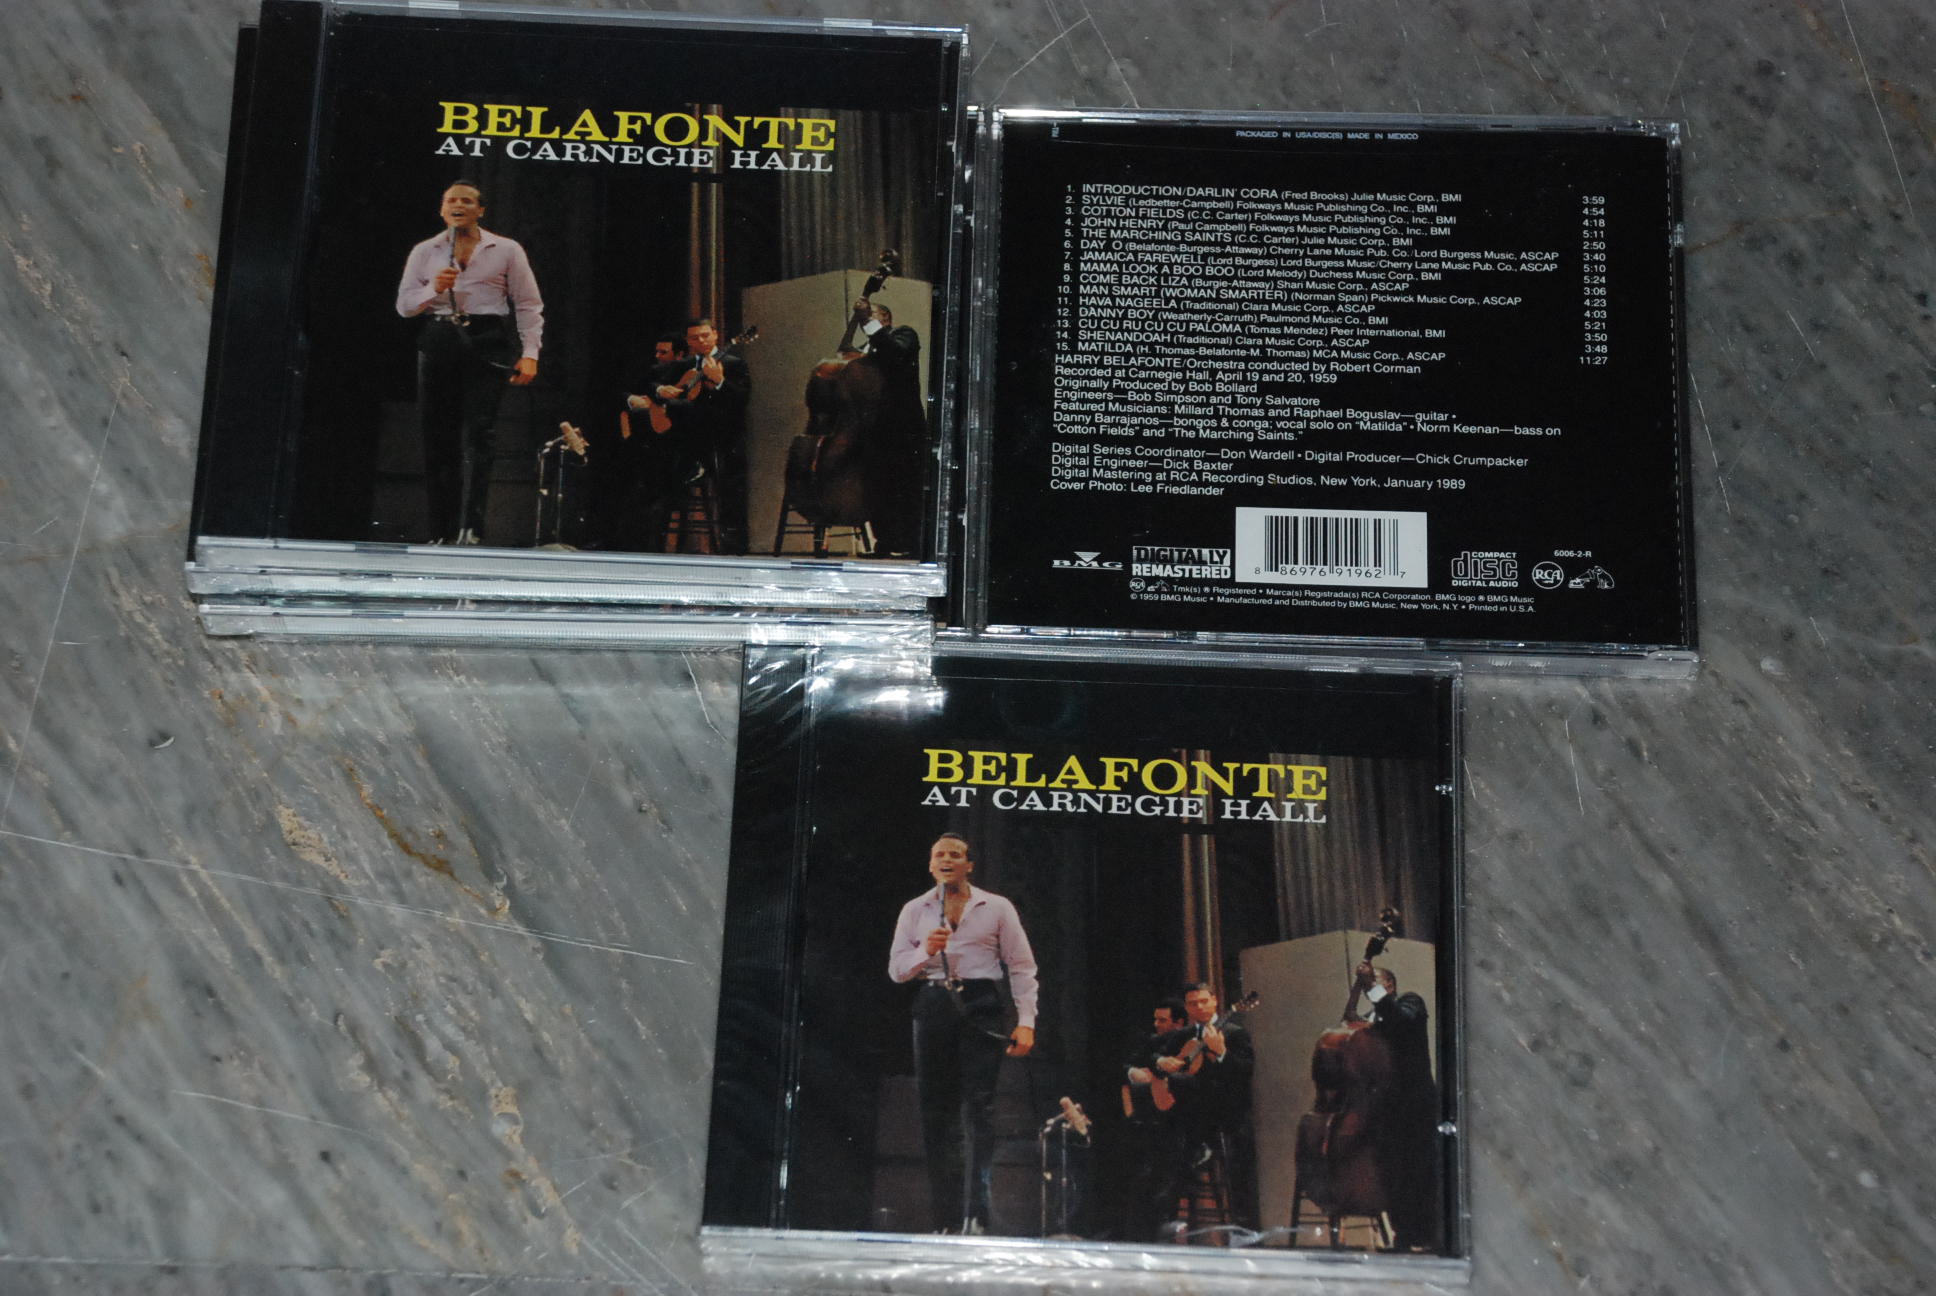 BELAFONTE
AT CARNEGIE HALL
PACKAGED IN USA/DISC(S) MADE IN MEXICO
1. INTRODUCTION/DARLIN' CORA (Fred Brooks) Julie Music Corp., BMI 3:59
2. SYLVIE (Ledbetter-Campbell) Folkways Music Publishing Co., Inc., BMI 4:54
3. COTTON FIELDS (C.C. Carter) Folkways Music Publishing Co., Inc., BMI 4:18
4. JOHN HENRY (Paul Campbell) Folkways Music Publishing Co., Inc., BMI 5:11
5. THE MARCHING SAINTS (C.C. Carter) Julie Music Corp., BMI 2:50
6. DAY O (Belafonte-Burgess-Attaway) Cherry Lane Music Pub. Co./Lord Burgess Music, ASCAP 3:40
7. JAMAICA FAREWELL (Lord Burgess) Lord Burgess Music/Cherry Lane Music Pub. Co., ASCAP 5:10
8. MAMA LOOK A BOO BOO (Lord Melody) Duchess Music Corp., BMI 5:24
9. COME BACK LIZA (Burgie-Attaway) Shari Music Corp., ASCAP 3:06
10. MAN SMART (WOMAN SMARTER) (Norman Span) Pickwick Music Corp., ASCAP 4:23
11. HAVA NAGEELA (Traditional) Clara Music Corp., ASCAP 4:03
12. DANNY BOY (Weatherly-Carruth) Paulmond Music Co., BMI 5:21
13. CU CU RU CU CU PALOMA (Tomas Mendez) Peer International, BMI 3:50
14. SHENANDOAH (Traditional) Clara Music Corp., ASCAP 3:48
15. MATILDA (H. Thomas-Belafonte-M. Thomas) MCA Music Corp., ASCAP 11:27
HARRY BELAFONTE/Orchestra conducted by Robert Corman
Recorded at Carnegie Hall, April 19 and 20, 1959
Originally Produced by Bob Bollard
Engineers—Bob Simpson and Tony Salvatore
Featured Musicians: Millard Thomas and Raphael Boguslav—guitar •
Danny Barrajanos—bongos & conga; vocal solo on "Matilda" • Norm Keenan—bass on
"Cotton Fields" and "The Marching Saints."
Digital Series Coordinator—Don Wardell • Digital Producer—Chick Crumpacker
Digital Engineer—Dick Baxter
Digital Mastering at RCA Recording Studios, New York, January 1989
Cover Photo: Lee Friedlander
BMG
DIGITALLY
REMASTERED
8 86976 91962 7
COMPACT
disc
DIGITAL AUDIO
6006-2-R
RCA
RCA Tmk(s) ® Registered • Marca(s) Registrada(s) RCA Corporation. BMG logo ® BMG Music
© 1959 BMG Music • Manufactured and Distributed by BMG Music, New York, N.Y. • Printed in U.S.A.
BELAFONTE
AT CARNEGIE HALL